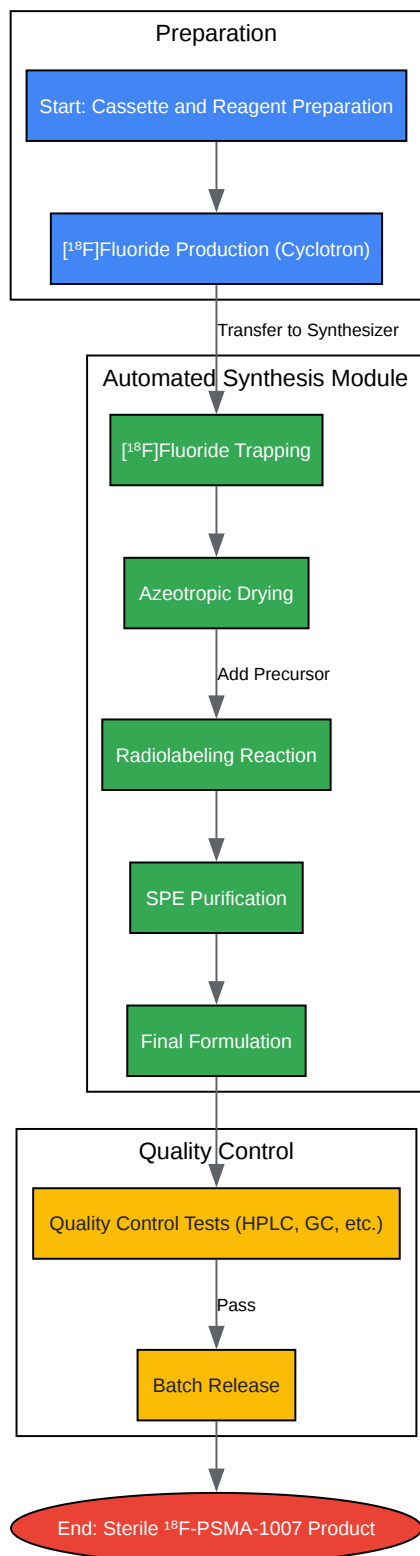 Preparation
Start: Cassette and Reagent Preparation
[¹⁸F]Fluoride Production (Cyclotron)
Transfer to Synthesizer
Automated Synthesis Module
[¹⁸F]Fluoride Trapping
Azeotropic Drying
Add Precursor
Radiolabeling Reaction
SPE Purification
Final Formulation
Quality Control
Quality Control Tests (HPLC, GC, etc.)
Pass
Batch Release
End: Sterile ¹⁸F-PSMA-1007 Product